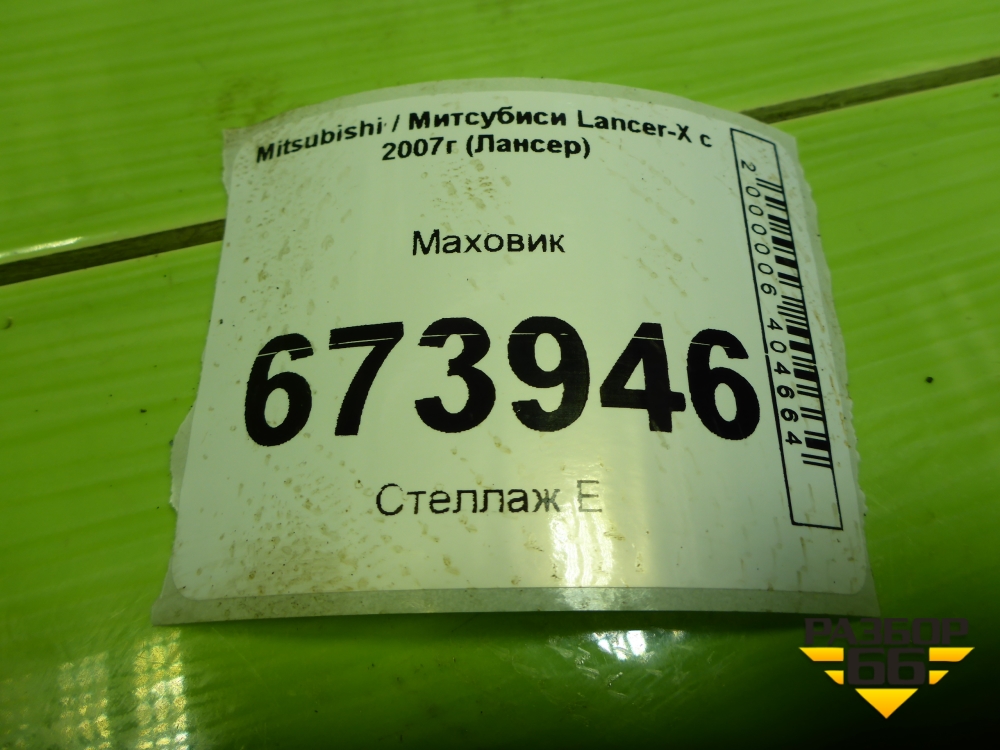 Mitsubishi / Митсубиси Lancer-X с
2007г (Лансер)
Маховик
673946
Стеллаж Е
2000006404664
РАЗБОР
66